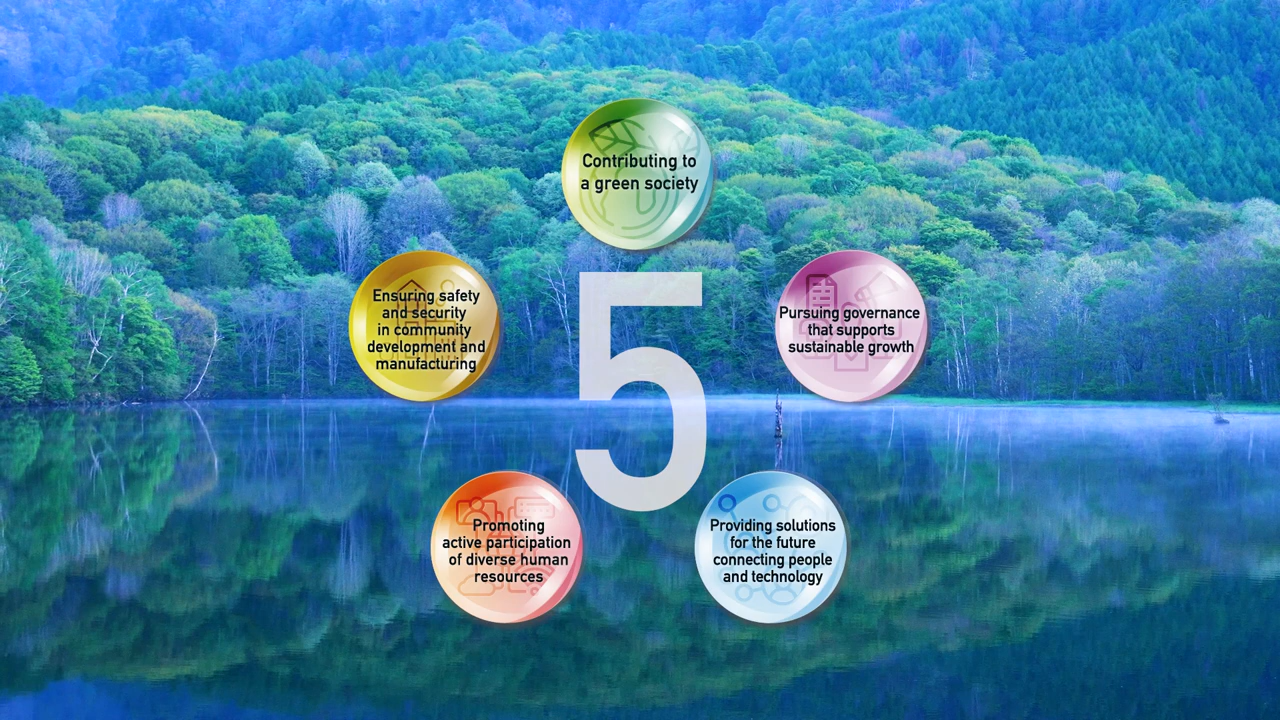 Contributing to
a green society
Ensuring safety
and security
in community
development and
manufacturing
5
Pursuing governance
that supports
sustainable growth
Promoting
active participation
of diverse human
resources
Providing solutions
for the future
connecting people
and technology